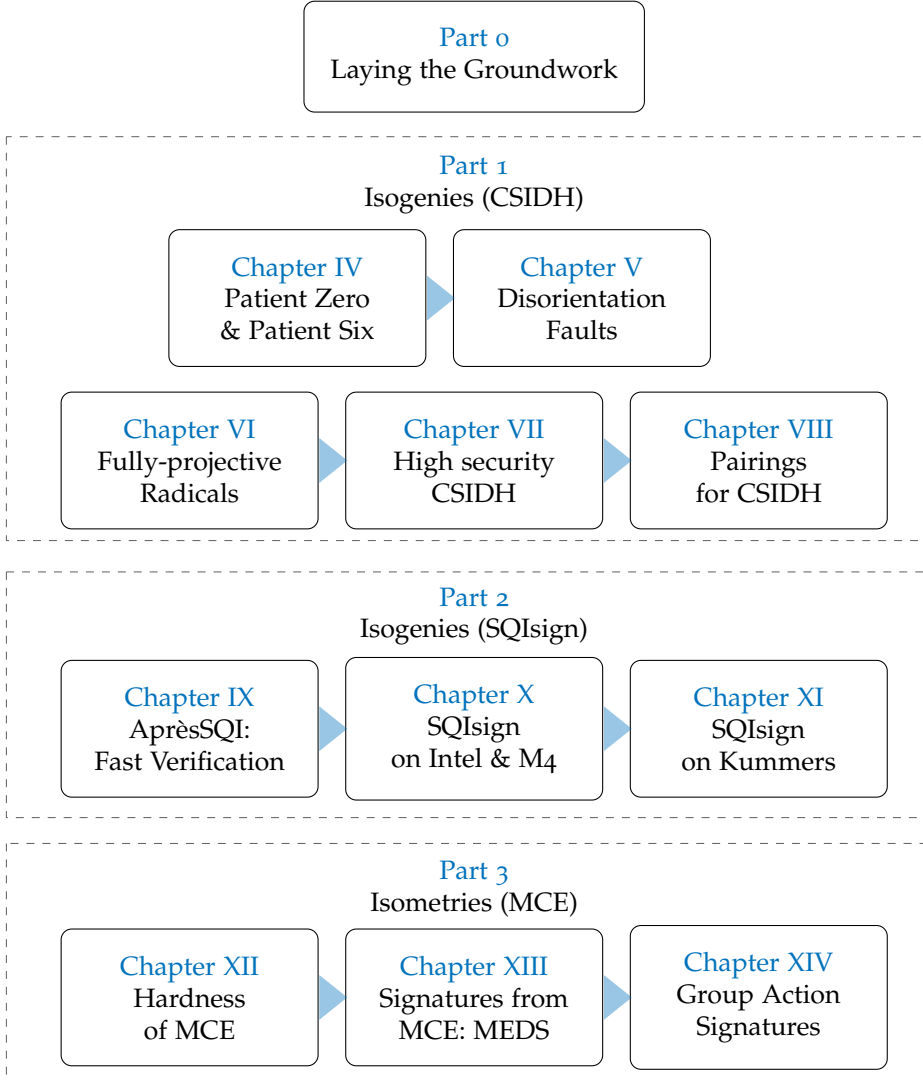 Part 0
Laying the Groundwork
Part 1
Isogenies (CSIDH)
Chapter IV
Patient Zero
& Patient Six
Chapter V
Disorientation
Faults
Chapter VI
Fully-projective
Radicals
Chapter VII
High security
CSIDH
Chapter VIII
Pairings
for CSIDH
Part 2
Isogenies (SQIsign)
Chapter IX
AprèsSQI:
Fast Verification
Chapter X
SQIsign
on Intel & M4
Chapter XI
SQIsign
on Kummers
Part 3
Isometries (MCE)
Chapter XII
Hardness
of MCE
Chapter XIII
Signatures from
MCE: MEDS
Chapter XIV
Group Action
Signatures